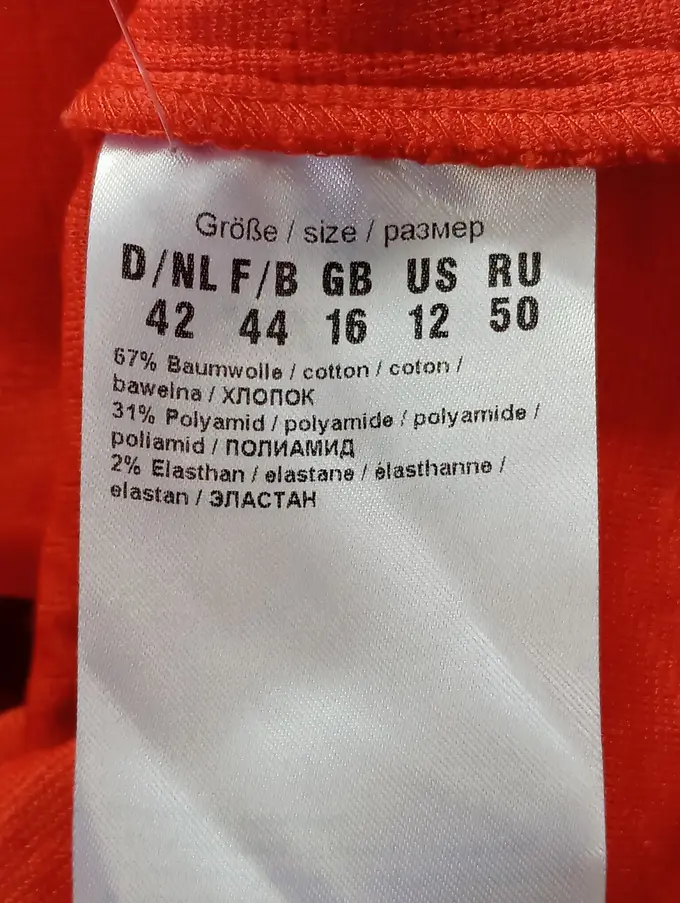 Größe / size / размер
D/NL F/B GB US RU
42 44 16 12 50
67% Baumwolle / cotton / coton /
bawełna / ХЛОПОК
31% Polyamid / polyamide / polyamide /
poliamid / ПОЛИАМИД
2% Elasthan / elastane / élasthanne /
elastan / ЭЛАСТАН